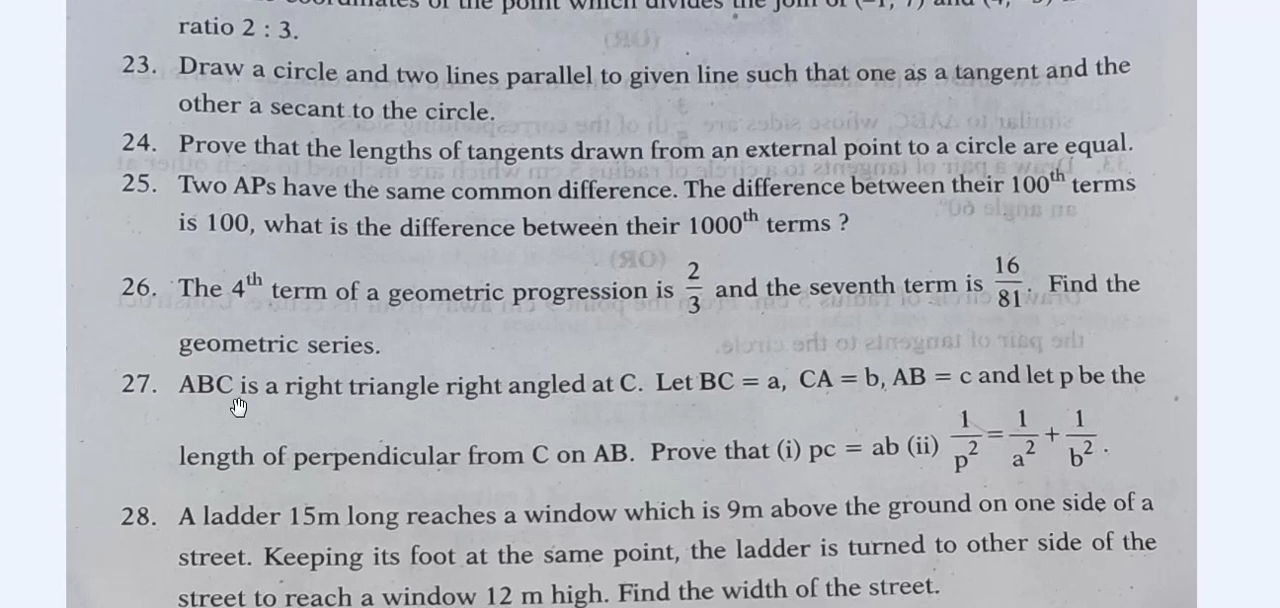 ratio 2 : 3.
23. Draw a circle and two lines parallel to given line such that one as a tangent and the
other a secant to the circle.
24. Prove that the lengths of tangents drawn from an external point to a circle are equal.
25. Two APs have the same common difference. The difference between their 100th terms
is 100, what is the difference between their 1000th terms ?
26. The 4th term of a geometric progression is 2/3 and the seventh term is 16/81. Find the
geometric series.
27. ABC is a right triangle right angled at C. Let BC = a, CA = b, AB = c and let p be the
length of perpendicular from C on AB. Prove that (i) pc = ab (ii) 1/p² = 1/a² + 1/b².
28. A ladder 15m long reaches a window which is 9m above the ground on one side of a
street. Keeping its foot at the same point, the ladder is turned to other side of the
street to reach a window 12 m high. Find the width of the street.